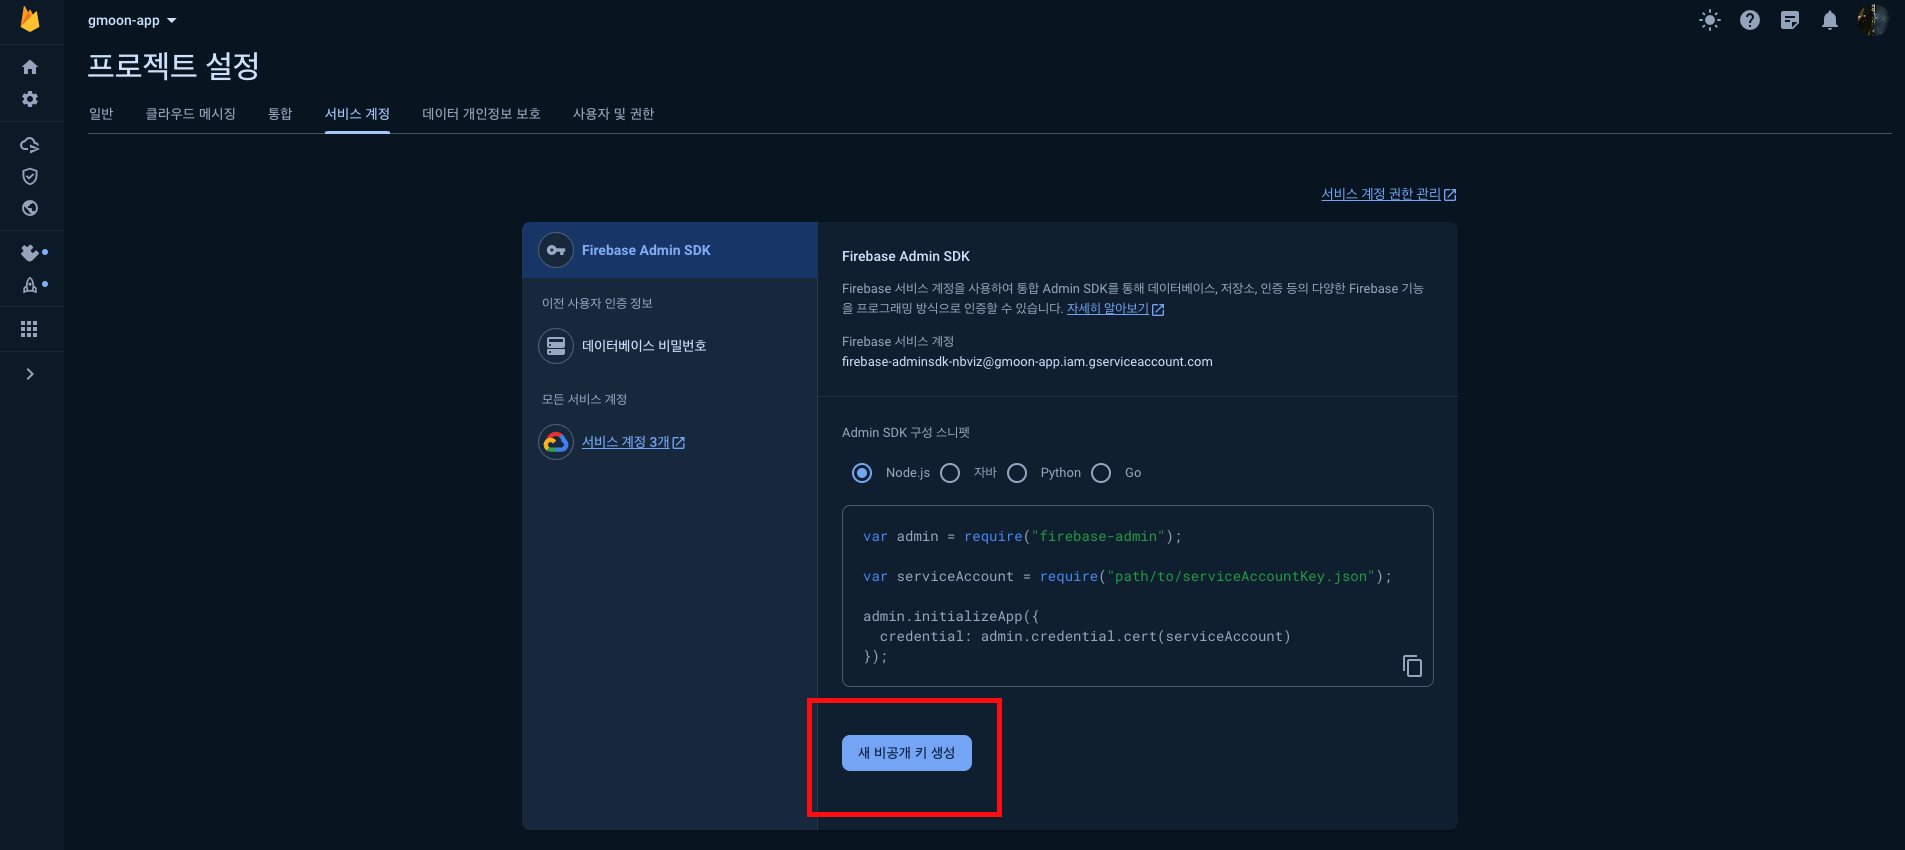 gmoon-app
프로젝트 설정
일반 클라우드 메시징 통합 서비스 계정 데이터 개인정보 보호 사용자 및 권한
서비스 계정 권한 관리
Firebase Admin SDK
이전 사용자 인증 정보
데이터베이스 비밀번호
모든 서비스 계정
서비스 계정 3개
Firebase Admin SDK
Firebase 서비스 계정을 사용하여 통합 Admin SDK를 통해 데이터베이스, 저장소, 인증 등의 다양한 Firebase 기능
을 프로그래밍 방식으로 인증할 수 있습니다. 자세히 알아보기
Firebase 서비스 계정
firebase-adminsdk-nbviz@gmoon-app.iam.gserviceaccount.com
Admin SDK 구성 스니펫
Node.js 자바 Python Go
var admin = require("firebase-admin");
var serviceAccount = require("path/to/serviceAccountKey.json");
admin.initializeApp({
  credential: admin.credential.cert(serviceAccount)
});
새 비공개 키 생성